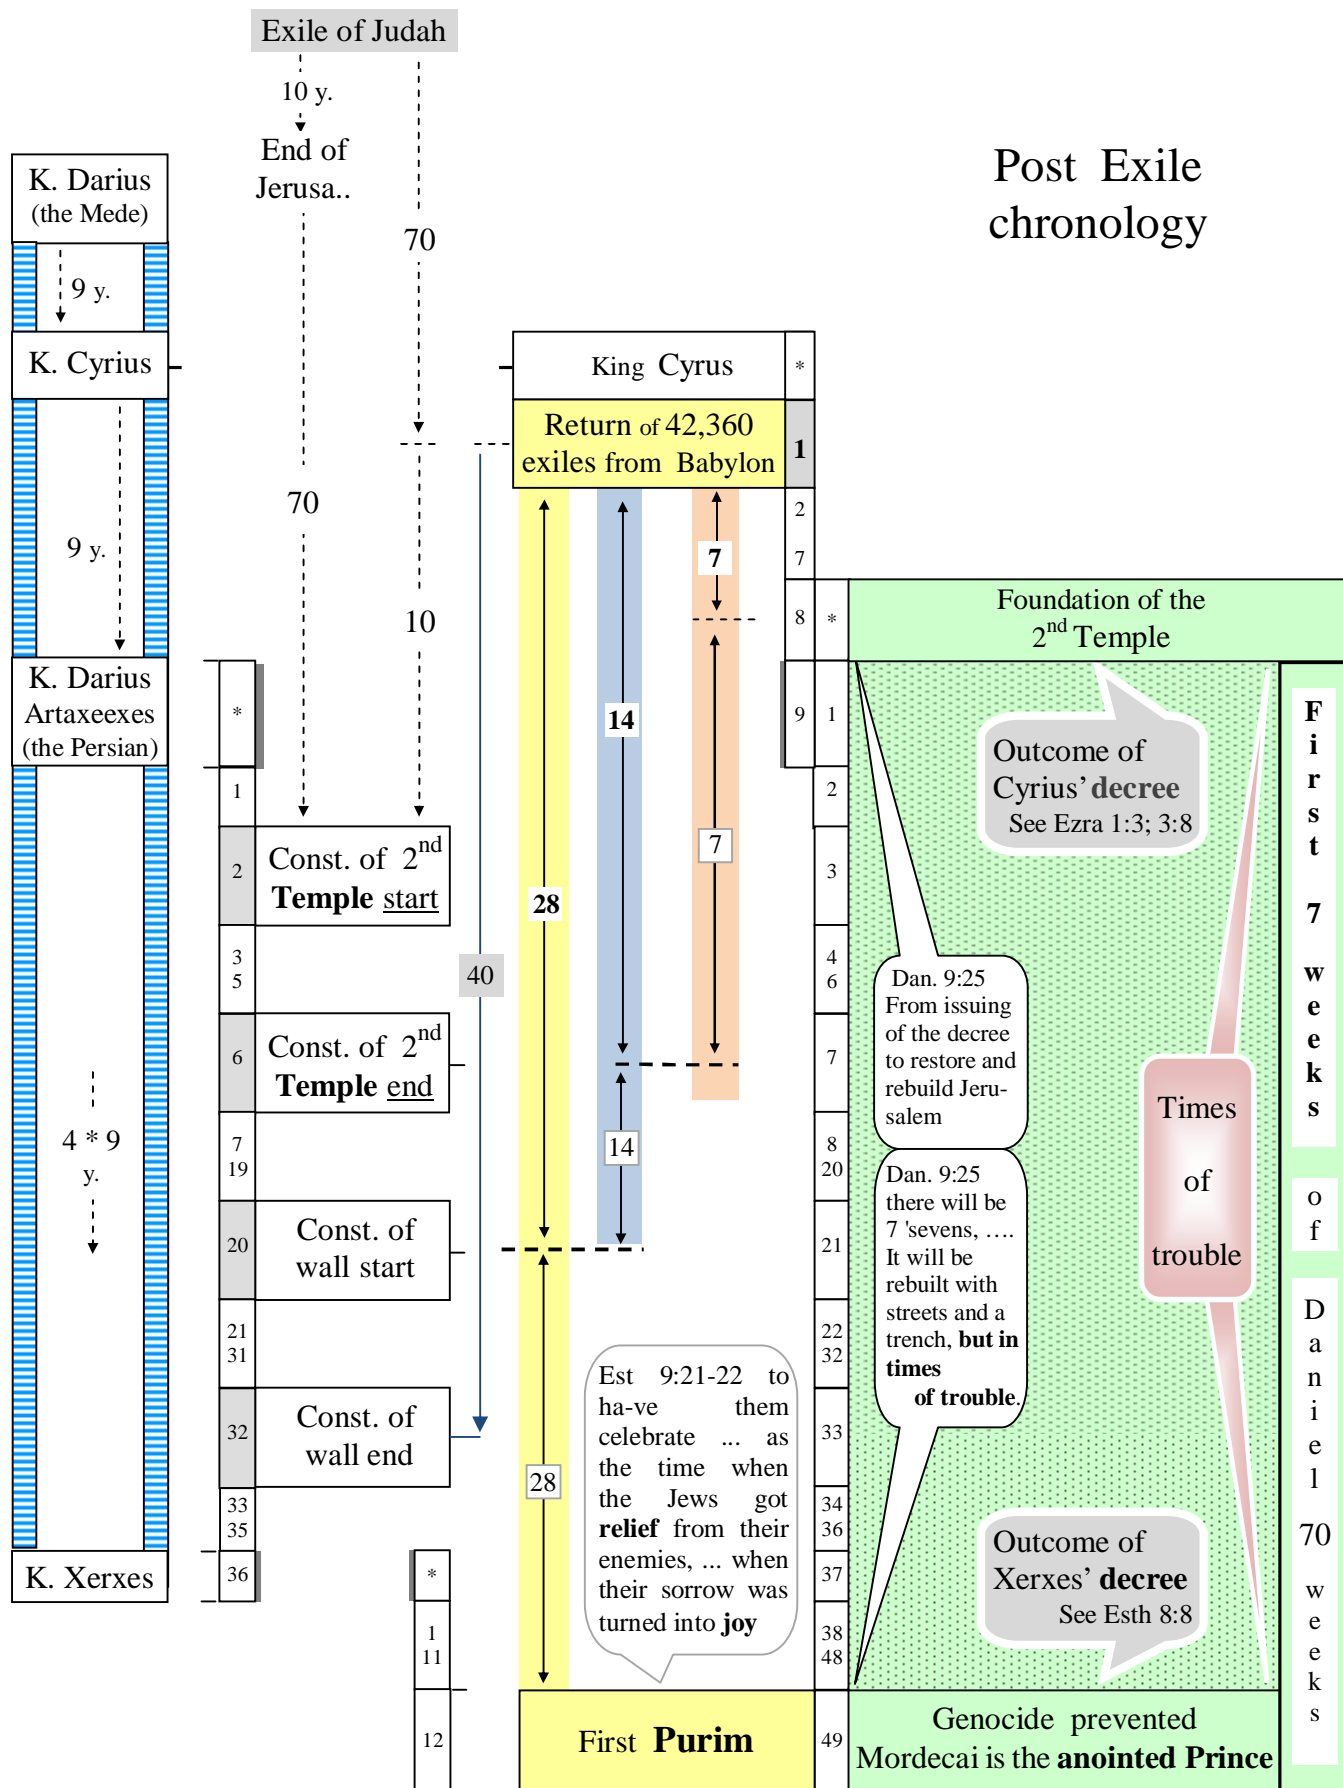 Exile of Judah
10 y.
End of
Jerusa..
Post Exile
chronology
K. Darius
(the Mede)
70
9 y.
K. Cyrius
King Cyrus
*
Return of 42,360
exiles from Babylon
1
70
2
7
9 y.
7
10
8
*
Foundation of the
2nd Temple
K. Darius
Artaxeexes
(the Persian)
*
14
9
1
Outcome of
Cyrius’ decree
See Ezra 1:3; 3:8
First 7 weeks
of
Daniel 70 weeks
1
2
2
Const. of 2nd
Temple start
28
7
3
3
5
40
4
6
Dan. 9:25
From issuing
of the decree
to restore and
rebuild Jeru-
salem
6
Const. of 2nd
Temple end
7
Times
of
trouble
4 * 9
y.
7
19
14
8
20
Dan. 9:25
there will be
7 'sevens, ….
It will be
rebuilt with
streets and a
trench, but in
times
of trouble.
20
Const. of
wall start
21
21
31
22
32
Est 9:21-22 to
ha-ve them
celebrate ... as
the time when
the Jews got
relief from their
enemies, ... when
their sorrow was
turned into joy
32
Const. of
wall end
28
33
33
35
34
36
K. Xerxes
36
*
37
Outcome of
Xerxes’ decree
See Esth 8:8
1
11
38
48
12
First Purim
49
Genocide prevented
Mordecai is the anointed Prince